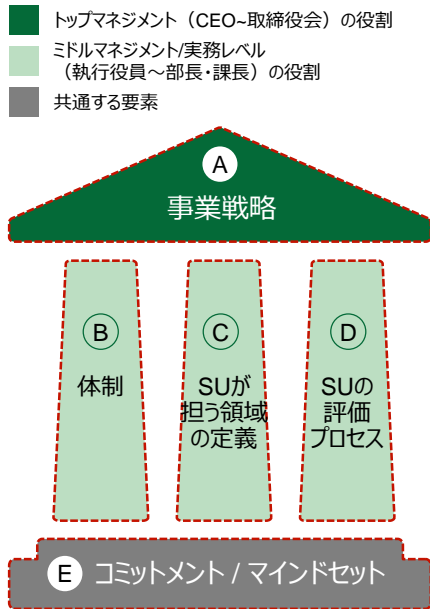 トップマネジメント（CEO~取締役会）の役割
ミドルマネジメント/実務レベル
（執行役員～部長・課長）の役割
共通する要素
A
事業戦略
B
体制
C
SUが
担う領域
の定義
D
SUの
評価
プロセス
E コミットメント / マインドセット